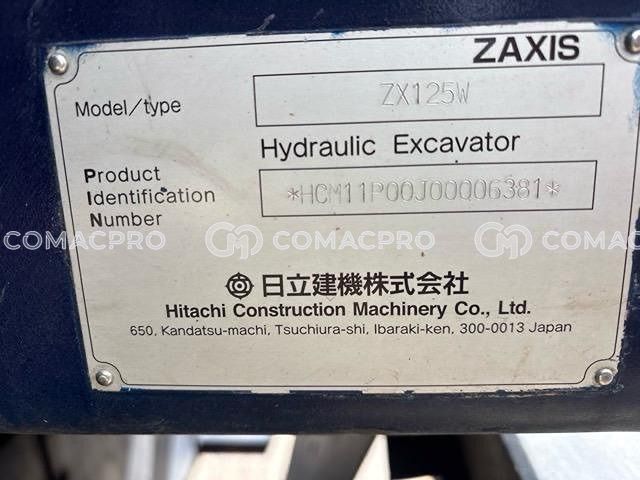 ZAXIS
Model/type ZX125W
Hydraulic Excavator
Product
Identification *HCM11P00J00Q06381*
Number
COMACPRO COMACPRO COMACPRO
日立建機株式会社
Hitachi Construction Machinery Co., Ltd.
650, Kandatsu-machi, Tsuchiura-shi, Ibaraki-ken, 300-0013 Japan